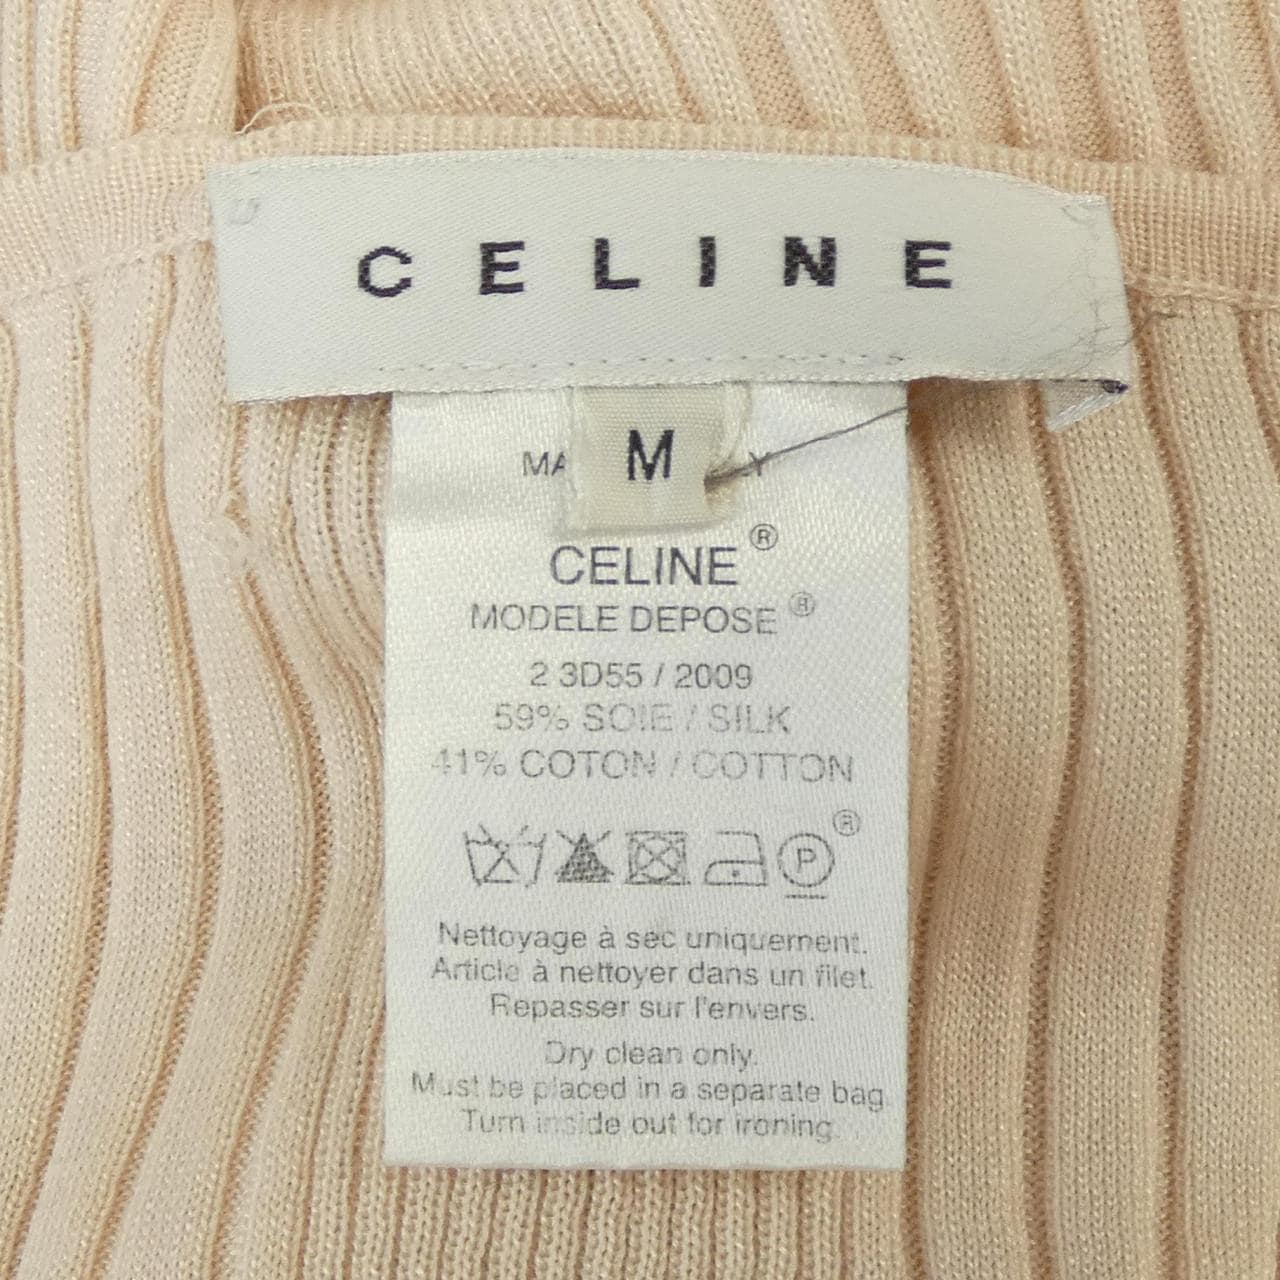 CELINE
M
CELINE®
MODELE DEPOSE®
2 3D55 / 2009
59% SOIE / SILK
41% COTON / COTTON
P ®
Nettoyage à sec uniquement.
Article à nettoyer dans un filet.
Repasser sur l'envers.
Dry clean only.
Must be placed in a separate bag.
Turn inside out for ironing.